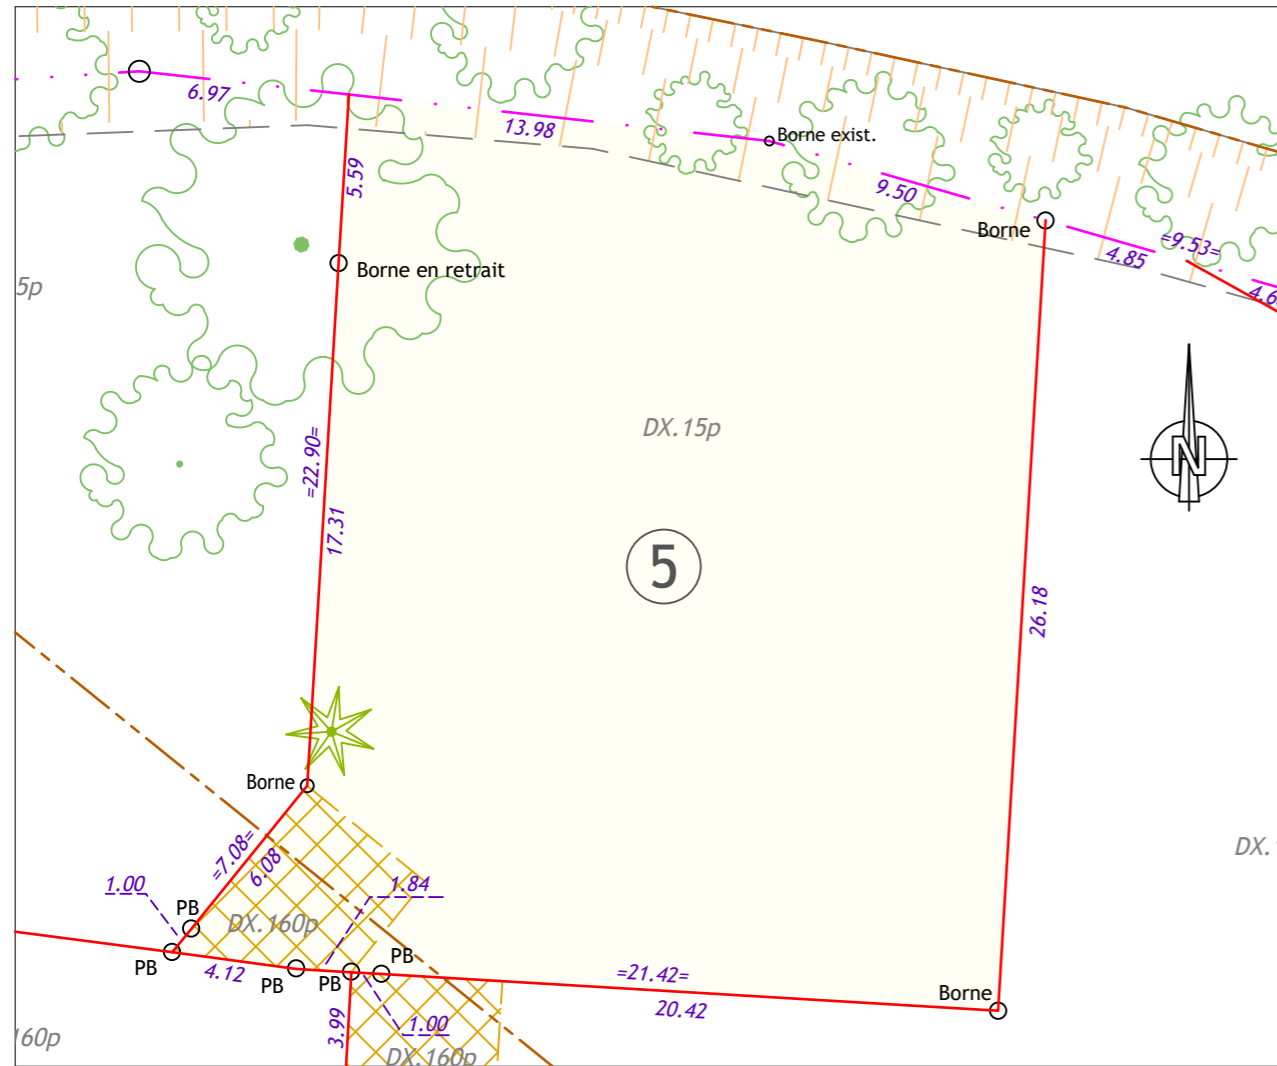 6.97
13.98
Borne exist.
5.59
9.50
Borne
=9.53=
4.85
Borne en retrait
5p
DX.15p
N
=22.90=
17.31
5
26.18
Borne
=7.08=
6.08
1.00
1.84
PB
DX.160p
DX.
PB
4.12
PB
PB
PB
=21.42=
20.42
Borne
3.99
1.00
160p
DX.160p